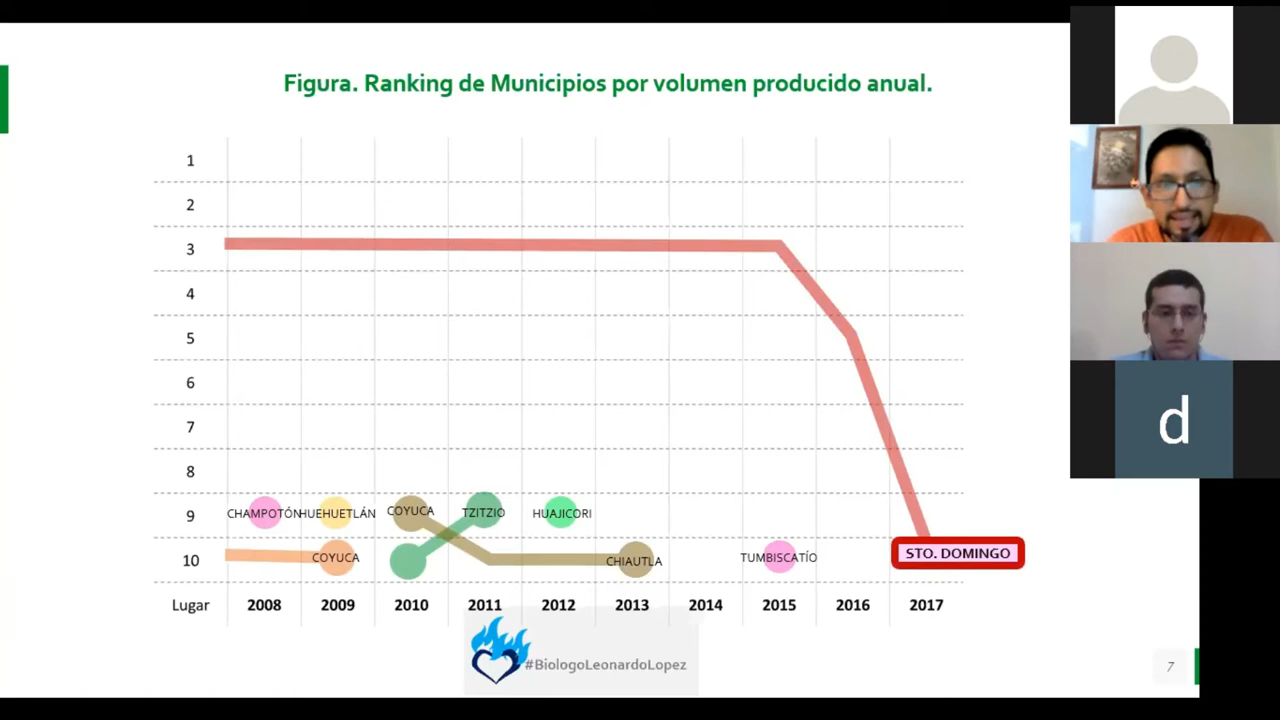 Figura. Ranking de Municipios por volumen producido anual.
1
2
3
4
5
6
7
8
9
10
CHAMPOTÓN
HUEHUETLÁN
COYUCA
TZITZIO
HUAJICORI
COYUCA
CHIAUTLA
TUMBISCATÍO
STO. DOMINGO
Lugar 2008 2009 2010 2011 2012 2013 2014 2015 2016 2017
#BiologoLeonardoLopez
7
d